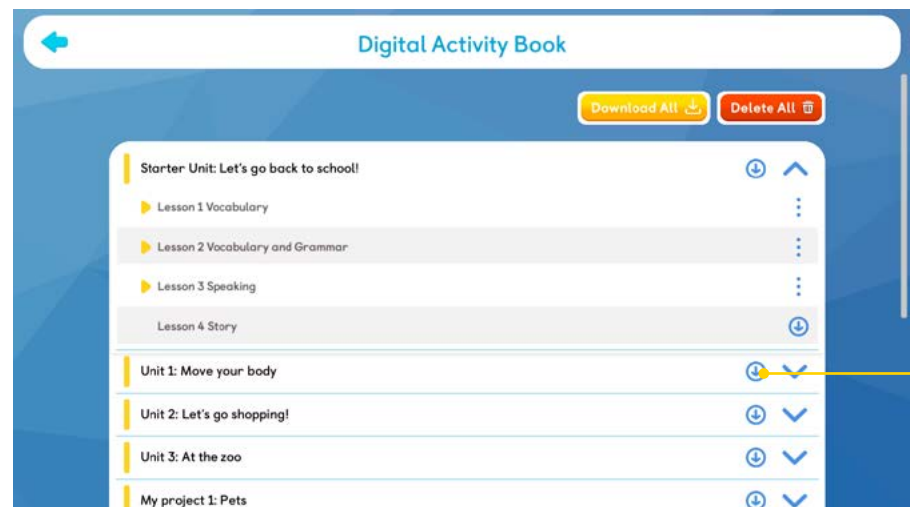 Digital Activity Book
Download All
Delete All
Starter Unit: Let's go back to school!
Lesson 1 Vocabulary
Lesson 2 Vocabulary and Grammar
Lesson 3 Speaking
Lesson 4 Story
Unit 1: Move your body
Unit 2: Let's go shopping!
Unit 3: At the zoo
My project 1: Pets